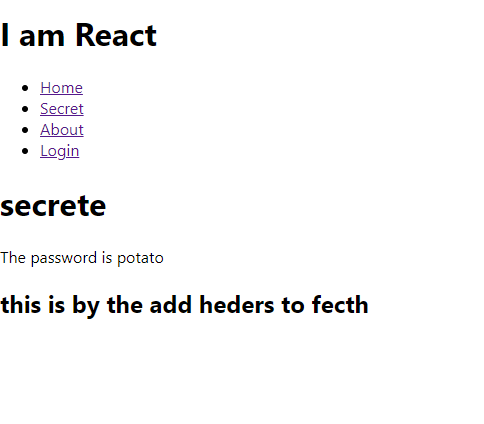 I am React
Home
Secret
About
Login
secrete
The password is potato
this is by the add heders to fecth